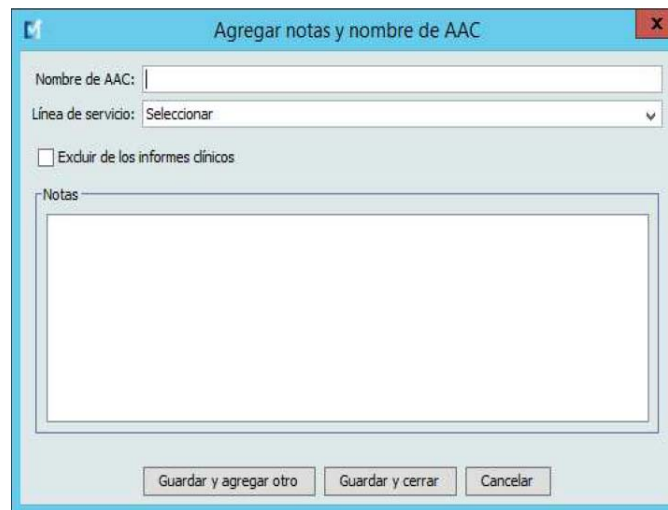 Agregar notas y nombre de AAC
x
Nombre de AAC:
Línea de servicio: Seleccionar
Excluir de los informes clínicos
Notas
Guardar y agregar otro Guardar y cerrar Cancelar